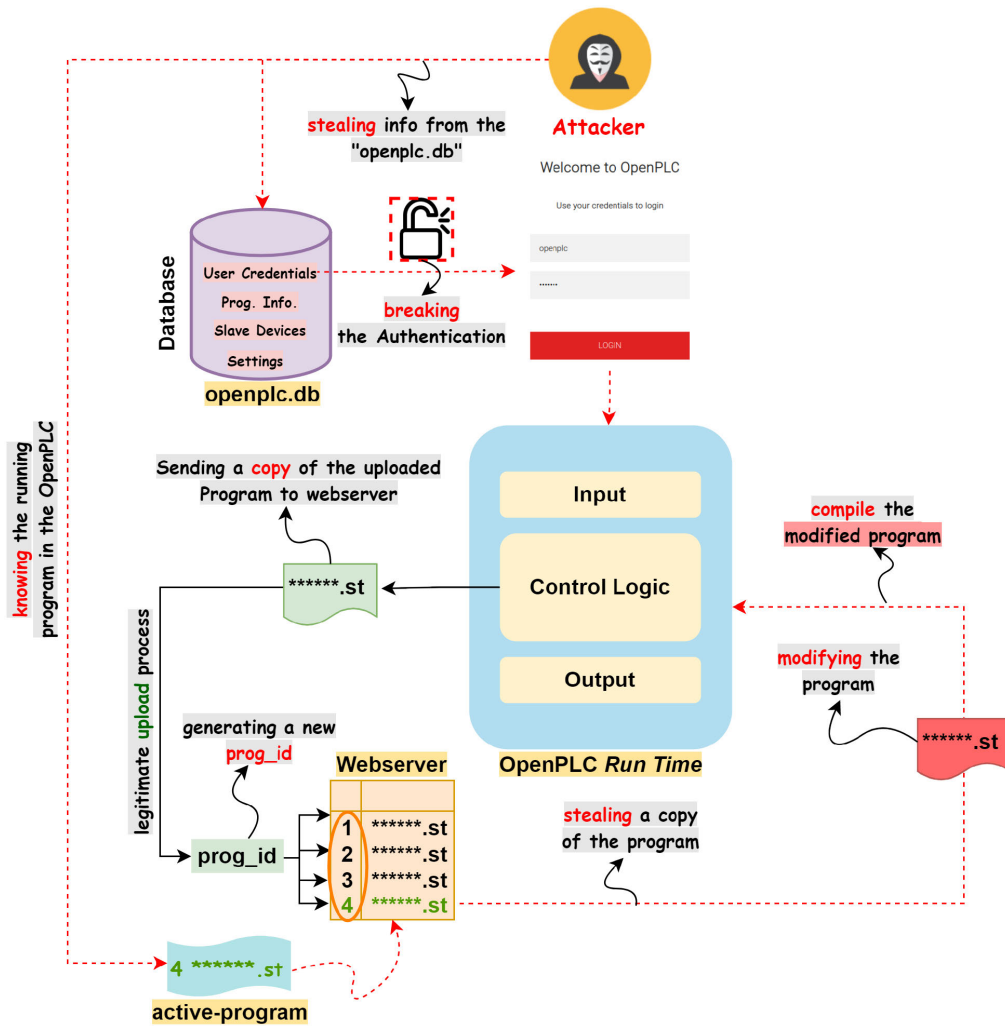 Attacker
stealing info from the
"openplc.db"
Welcome to OpenPLC
Use your credentials to login
openplc
•••••••
LOGIN
Database
User Credentials
Prog. Info.
Slave Devices
Settings
openplc.db
breaking
the Authentication
knowing the running
program in the OpenPLC
Sending a copy of the uploaded
Program to webserver
******.st
Input
Control Logic
Output
OpenPLC Run Time
compile the
modified program
modifying the
program
******.st
legitimate upload process
generating a new
prog_id
prog_id
Webserver
1 ******.st
2 ******.st
3 ******.st
4 ******.st
stealing a copy
of the program
4 ******.st
active-program